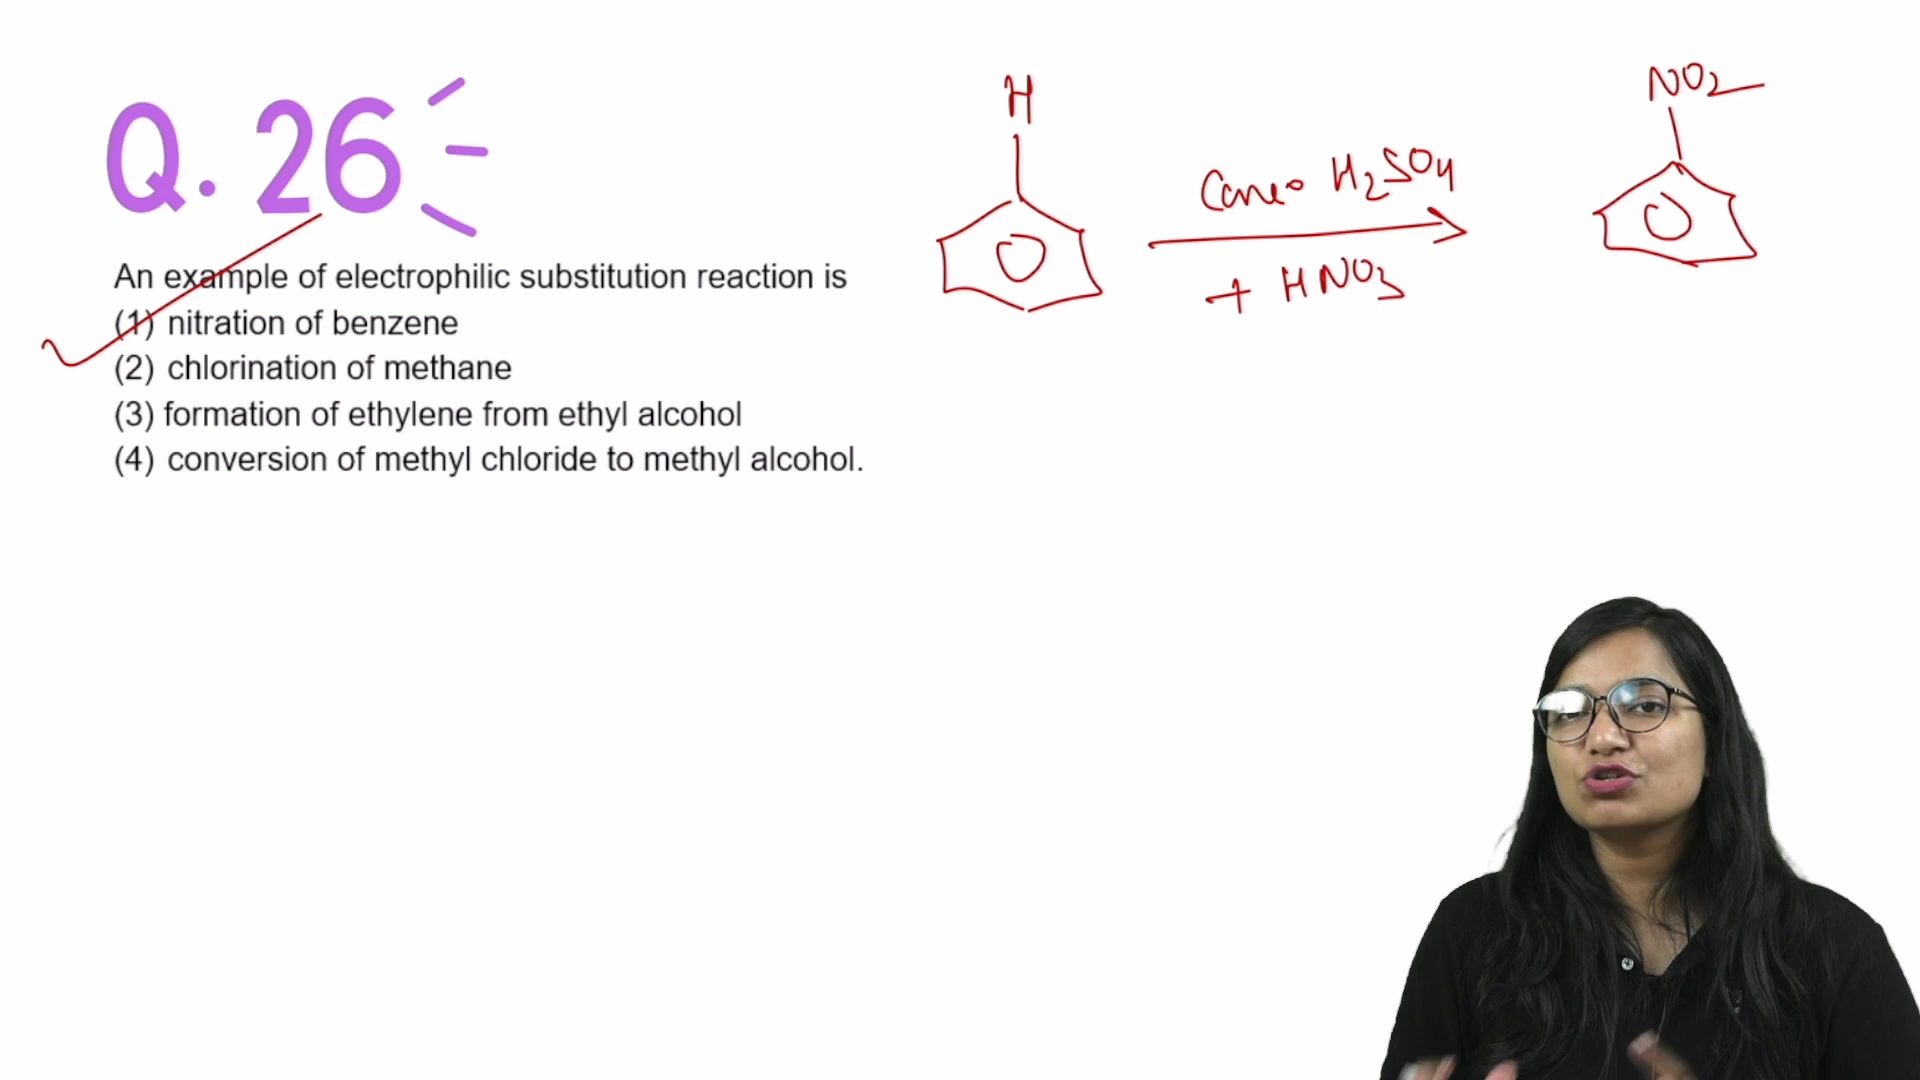 Q. 26
An example of electrophilic substitution reaction is
(1) nitration of benzene
(2) chlorination of methane
(3) formation of ethylene from ethyl alcohol
(4) conversion of methyl chloride to methyl alcohol.
H
Conc. H2SO4
+ HNO3
NO2